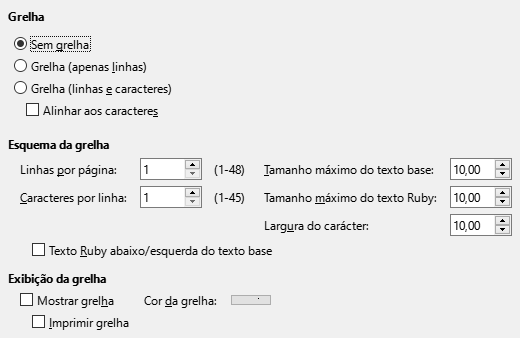 Grelha
Sem grelha
Grelha (apenas linhas)
Grelha (linhas e caracteres)
Alinhar aos caracteres
Esquema da grelha
Linhas por página: 1 (1-48) Tamanho máximo do texto base: 10,00
Caracteres por linha: 1 (1-45) Tamanho máximo do texto Ruby: 10,00
Largura do carácter: 10,00
Texto Ruby abaixo/esquerda do texto base
Exibição da grelha
Mostrar grelha Cor da grelha:
Imprimir grelha